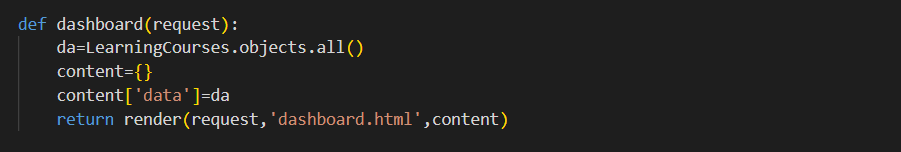 def dashboard(request):
    da=LearningCourses.objects.all()
    content={}
    content['data']=da
    return render(request,'dashboard.html',content)